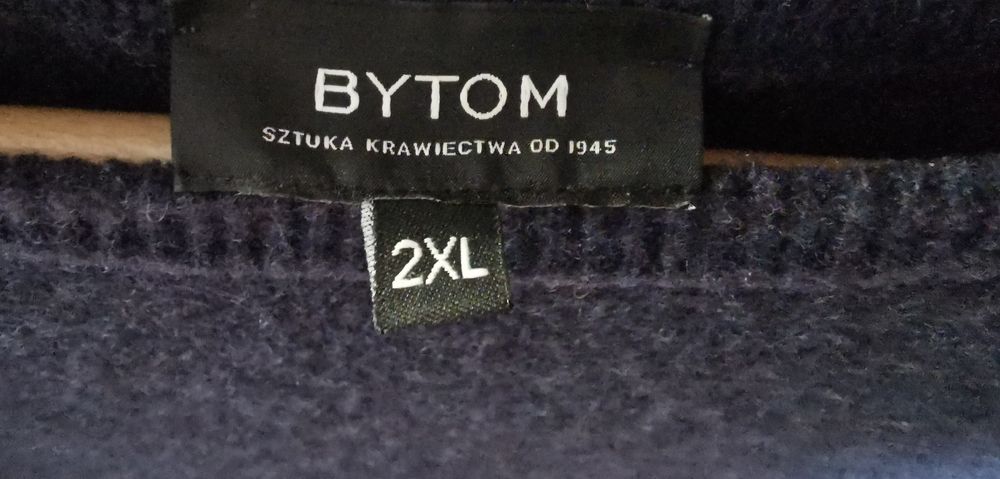 BYTOM
SZTUKA KRAWIECTWA OD 1945
2XL